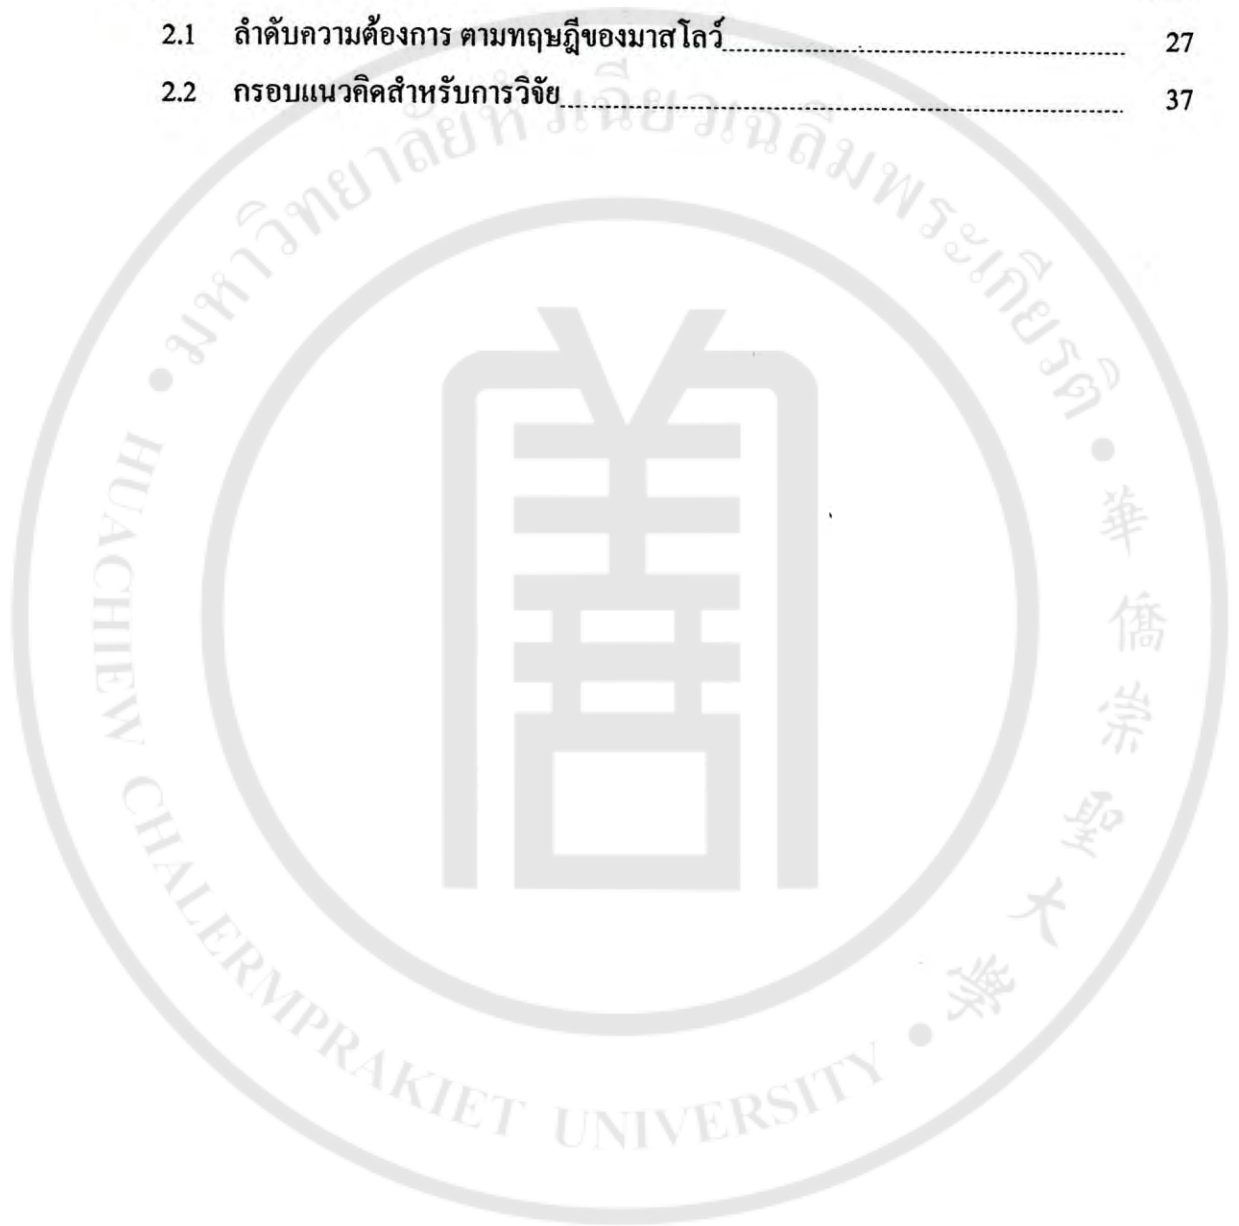 2.1 ลำดับความต้องการ ตามทฤษฎีของมาสโลว์ 27
2.2 กรอบแนวคิดสำหรับการวิจัย 37
• มหาวิทยาลัยหัวเฉียวเฉลิมพระเกียรติ •
華僑崇聖大學 •
HUACHIEW CHALERMPRAKIET UNIVERSITY